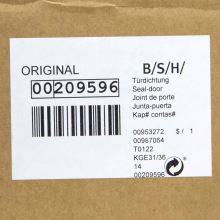 ORIGINAL
B/S/H/
00209596
Türdichtung
Seal-door
Joint de porte
Junta-puerta
Kap# contas#
00953272 $ / 1
00967064
T0122
KGE31/36
14
00209596